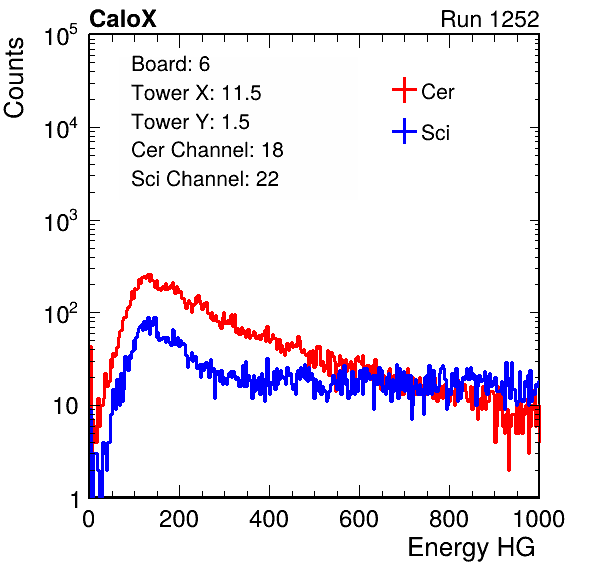 CaloX Run 1252
Counts
10^5
10^4
10^3
10^2
10
1
Board: 6
Tower X: 11.5
Tower Y: 1.5
Cer Channel: 18
Sci Channel: 22
Cer
Sci
0 200 400 600 800 1000
Energy HG